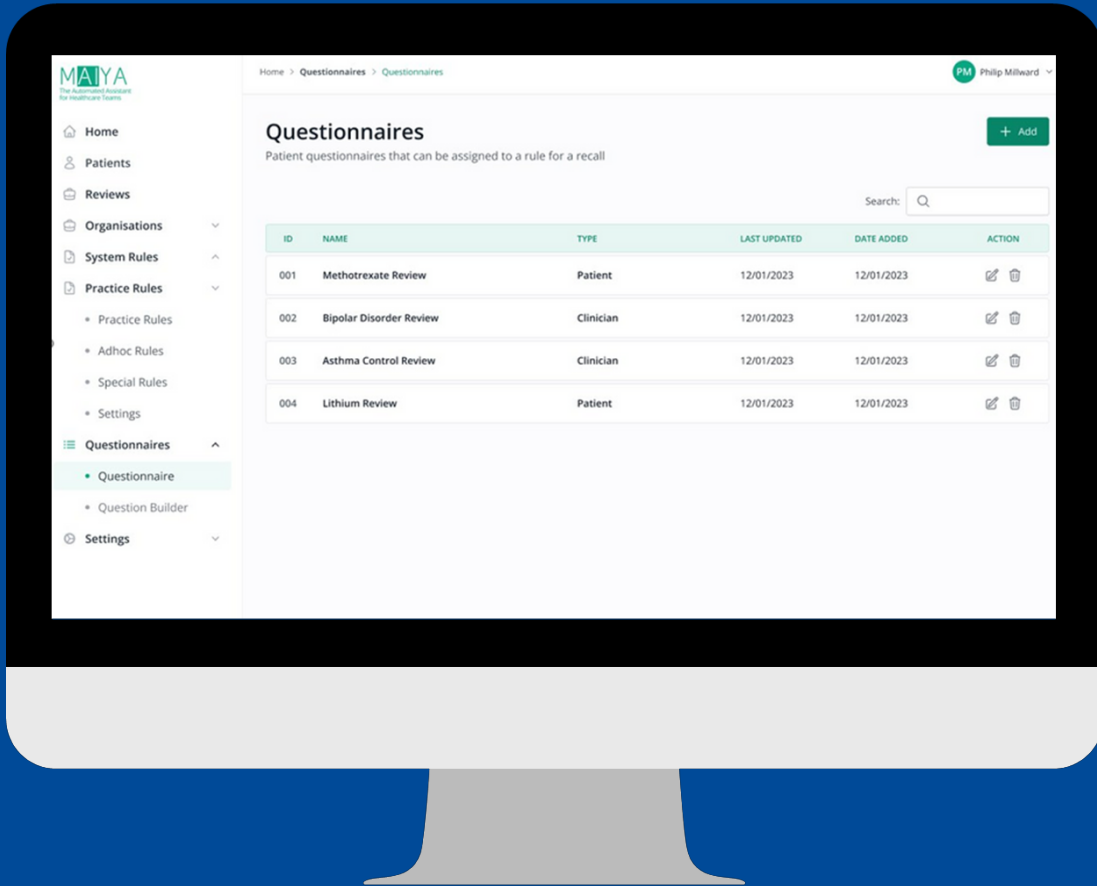 MAIYA
The Automated Assistant
for Healthcare Teams
Home > Questionnaires > Questionnaires
PM Philip Millward
Home
Patients
Reviews
Organisations
System Rules
Practice Rules
Practice Rules
Adhoc Rules
Special Rules
Settings
Questionnaires
Questionnaire
Question Builder
Settings
Questionnaires
+ Add
Patient questionnaires that can be assigned to a rule for a recall
Search:
ID NAME TYPE LAST UPDATED DATE ADDED ACTION
001 Methotrexate Review Patient 12/01/2023 12/01/2023
002 Bipolar Disorder Review Clinician 12/01/2023 12/01/2023
003 Asthma Control Review Clinician 12/01/2023 12/01/2023
004 Lithium Review Patient 12/01/2023 12/01/2023